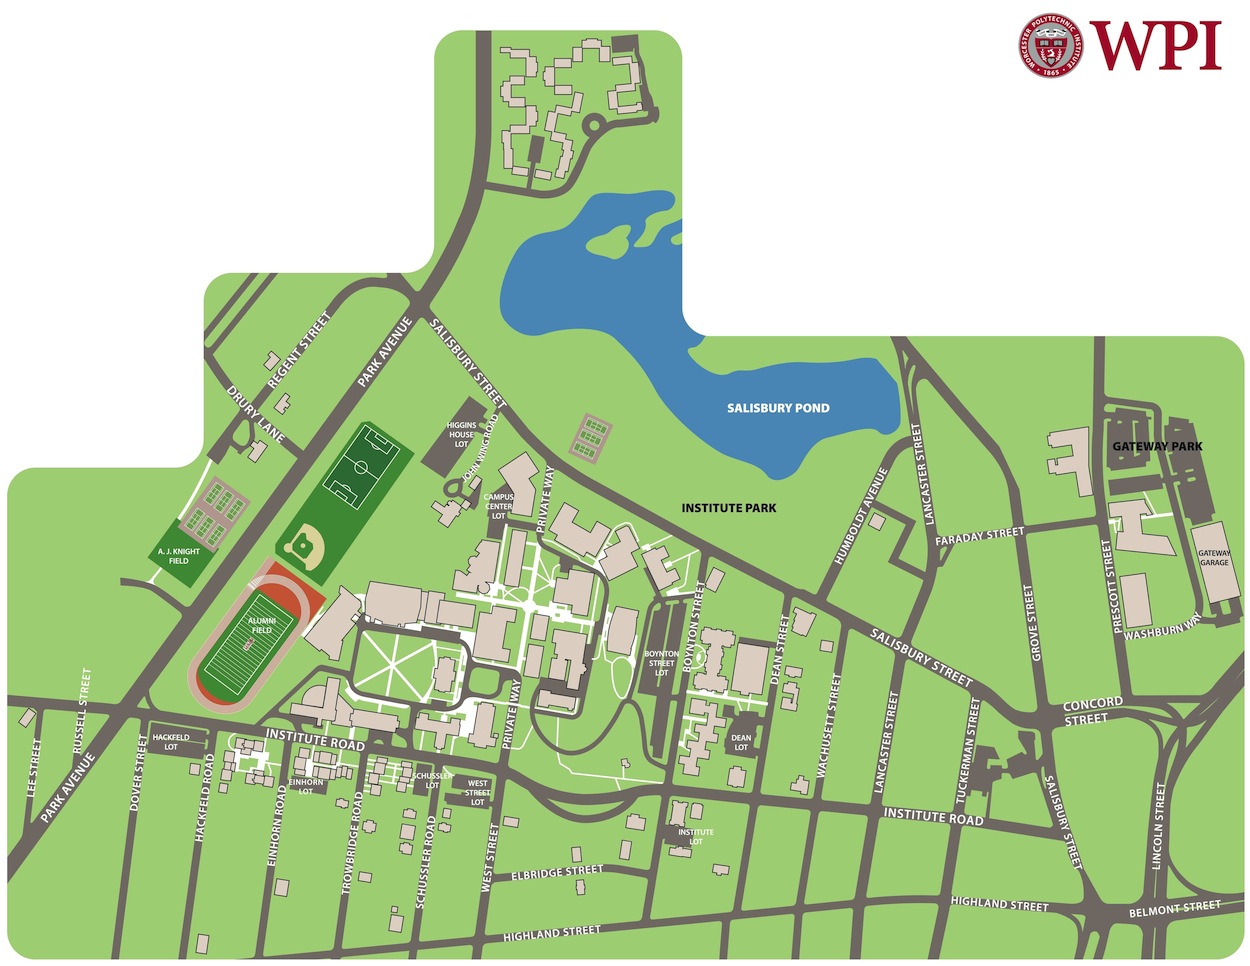 WORCESTER POLYTECHNIC INSTITUTE
1865
WPI
REGENT STREET
PARK AVENUE
SALISBURY STREET
DRURY LANE
HIGGINS
HOUSE
LOT
JOHN WING ROAD
CAMPUS
CENTER
LOT
PRIVATE WAY
SALISBURY POND
INSTITUTE PARK
HUMBOLDT AVENUE
LANCASTER STREET
FARADAY STREET
GATEWAY PARK
GATEWAY
GARAGE
PRESCOTT STREET
WASHBURN WAY
GROVE STREET
A. J. KNIGHT
FIELD
ALUMNI
FIELD
BOYNTON
STREET
LOT
BOYNTON STREET
DEAN STREET
SALISBURY STREET
WACHUSETT STREET
LANCASTER STREET
TUCKERMAN STREET
CONCORD
STREET
RUSSELL STREET
LEE STREET
PARK AVENUE
DOVER STREET
HACKFELD
LOT
HACKFELD ROAD
INSTITUTE ROAD
PRIVATE WAY
DEAN
LOT
EINHORN
LOT
EINHORN ROAD
TROWBRIDGE ROAD
SCHUSSLER
LOT
SCHUSSLER ROAD
WEST
STREET
LOT
WEST STREET
INSTITUTE
LOT
INSTITUTE ROAD
SALISBURY STREET
LINCOLN STREET
ELBRIDGE STREET
HIGHLAND STREET
HIGHLAND STREET
BELMONT STREET